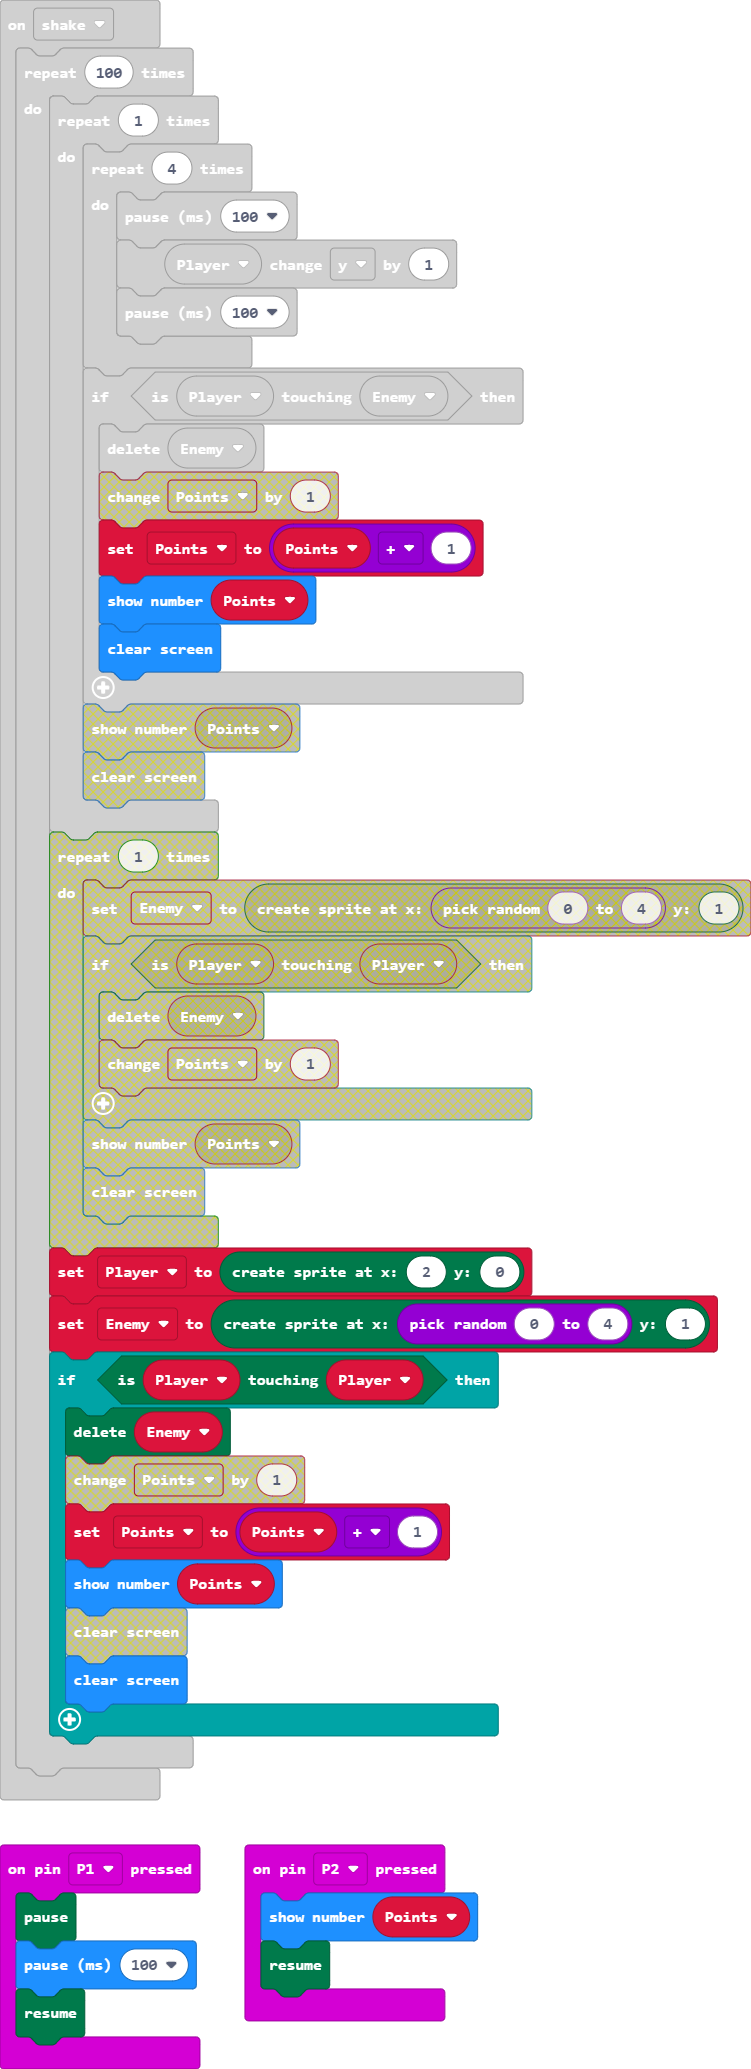 on shake
repeat 100 times
do
repeat 1 times
do
repeat 4 times
do
pause (ms) 100
Player change y by 1
pause (ms) 100
if is Player touching Enemy then
delete Enemy
change Points by 1
set Points to Points + 1
show number Points
clear screen
show number Points
clear screen
repeat 1 times
do
set Enemy to create sprite at x: pick random 0 to 4 y: 1
if is Player touching Player then
delete Enemy
change Points by 1
show number Points
clear screen
set Player to create sprite at x: 2 y: 0
set Enemy to create sprite at x: pick random 0 to 4 y: 1
if is Player touching Player then
delete Enemy
change Points by 1
set Points to Points + 1
show number Points
clear screen
clear screen
on pin P1 pressed
pause
pause (ms) 100
resume
on pin P2 pressed
show number Points
resume